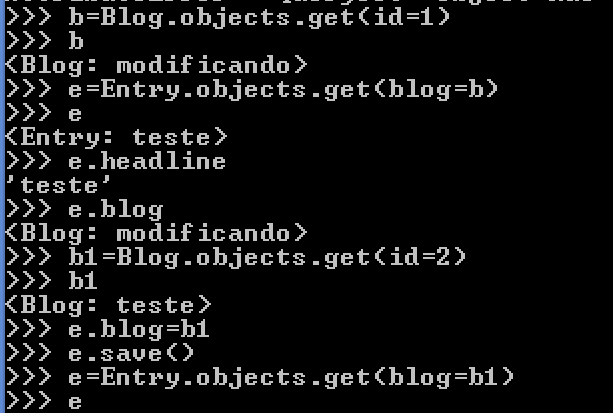 >>> b=Blog.objects.get(id=1)
>>> b
<Blog: modificando>
>>> e=Entry.objects.get(blog=b)
>>> e
<Entry: teste>
>>> e.headline
'teste'
>>> e.blog
<Blog: modificando>
>>> b1=Blog.objects.get(id=2)
>>> b1
<Blog: teste>
>>> e.blog=b1
>>> e.save()
>>> e=Entry.objects.get(blog=b1)
>>> e